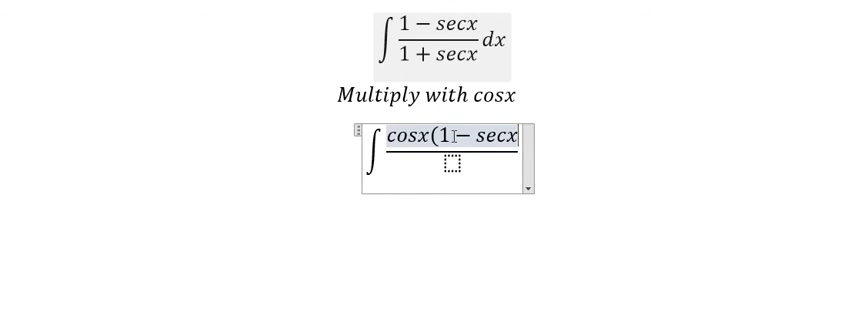 ∫ (1 − secx)/(1 + secx) dx
Multiply with cosx
∫ cosx(1 − secx